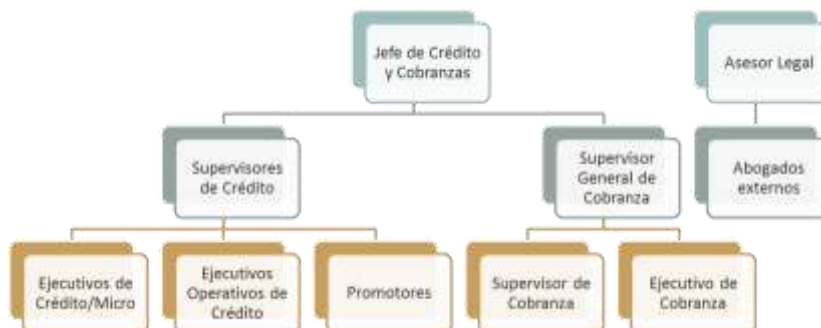 Jefe de Crédito
y Cobranzas
Asesor Legal
Supervisores
de Crédito
Supervisor
General de
Cobranza
Abogados
externos
Ejecutivos de
Crédito/Micro
Ejecutivos
Operativos de
Crédito
Promotores
Supervisor de
Cobranza
Ejecutivo de
Cobranza